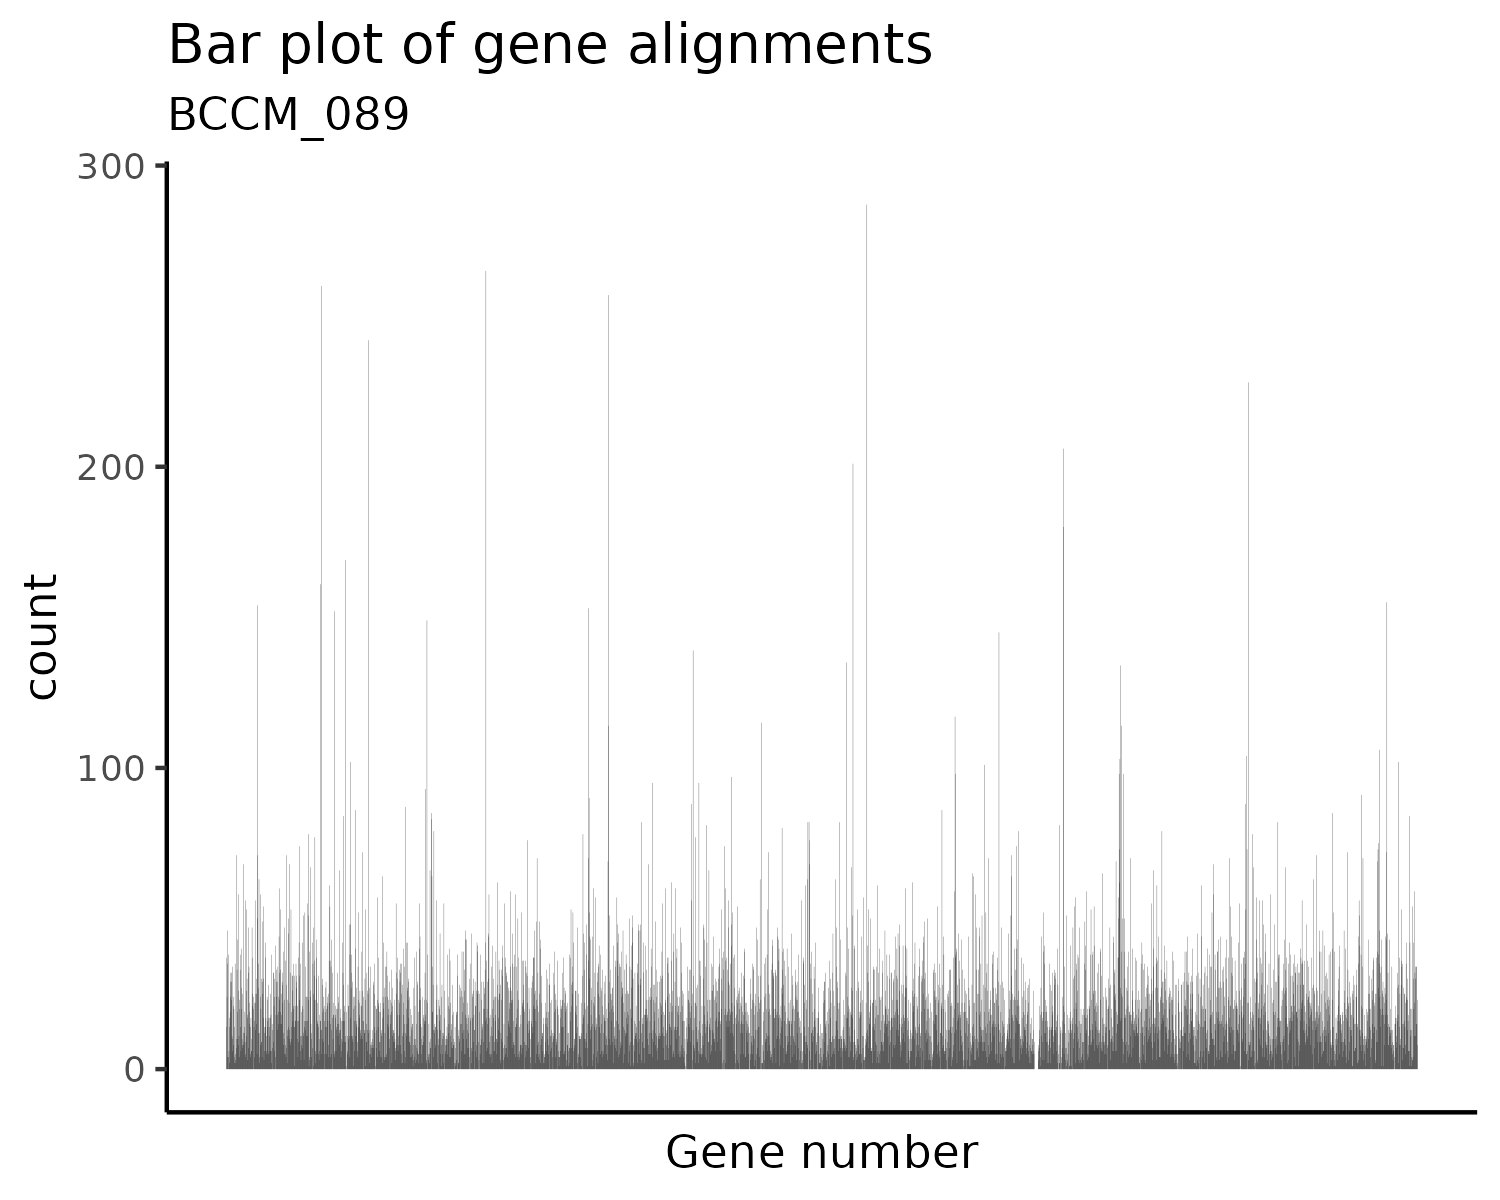 Bar plot of gene alignments
BCCM_089
300
200
100
0
count
Gene number